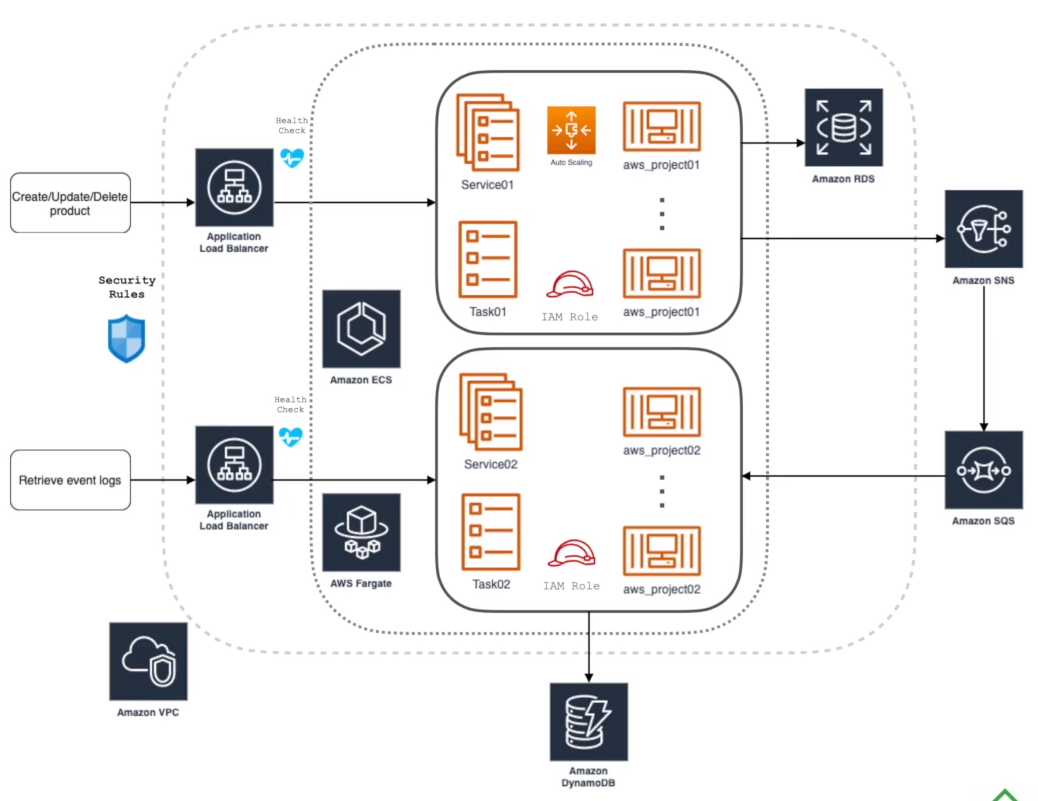 Health
Check
Service01
Auto Scaling
aws_project01
Amazon RDS
Create/Update/Delete
product
Application
Load Balancer
Amazon SNS
Security
Rules
Task01
IAM Role
aws_project01
Amazon ECS
Health
Check
Service02
aws_project02
Retrieve event logs
Application
Load Balancer
Amazon SQS
AWS Fargate
Task02
IAM Role
aws_project02
Amazon VPC
Amazon
DynamoDB